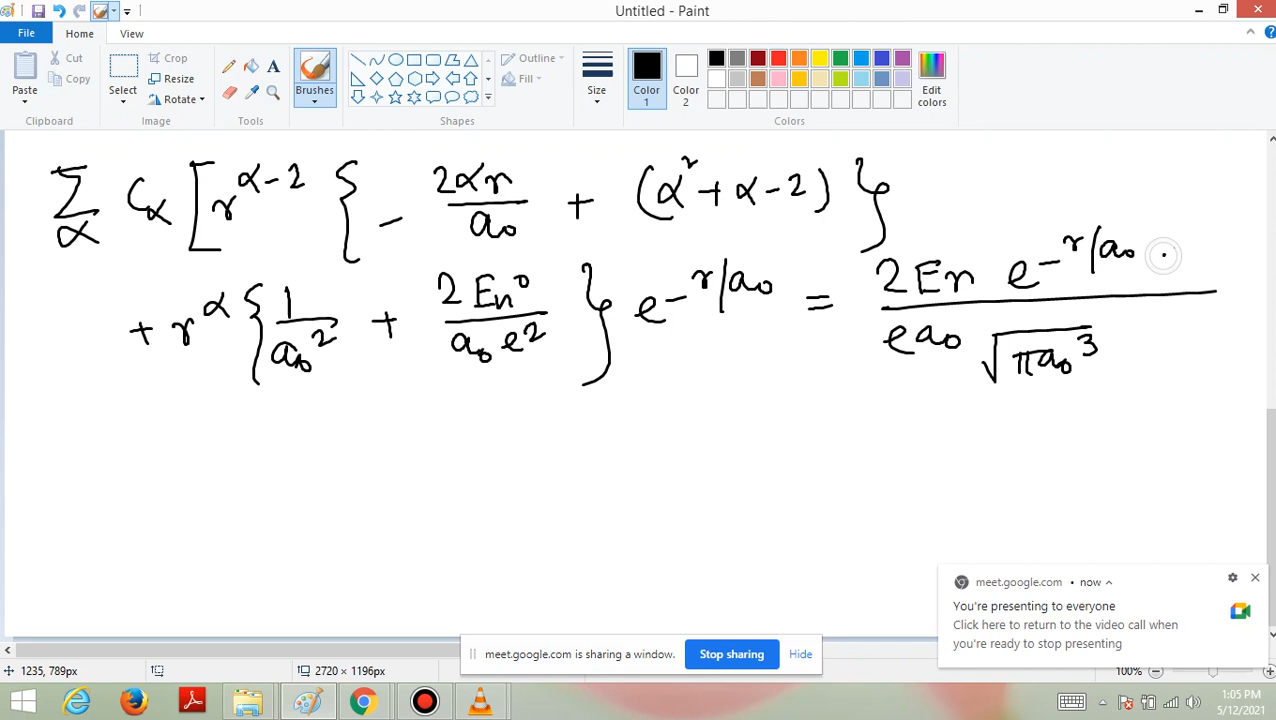 Untitled - Paint
File Home View
Paste Cut Copy Select Crop Resize Rotate A Brushes Outline Fill Size Color 1 Color 2 Edit colors
Clipboard Image Tools Shapes Colors
∑α Cα [ r^(α-2) { - 2αr/a₀ + (α² + α - 2) }
+ r^α { 1/a₀² + 2En⁰/a₀e² } e^(-r/a₀) = 2Er e^(-r/a₀) / ea₀ √(πa₀³)
meet.google.com • now
You're presenting to everyone
Click here to return to the video call when
you're ready to stop presenting
meet.google.com is sharing a window. Stop sharing Hide
1235, 789px 2720 × 1196px 100%
1:05 PM
5/12/2021